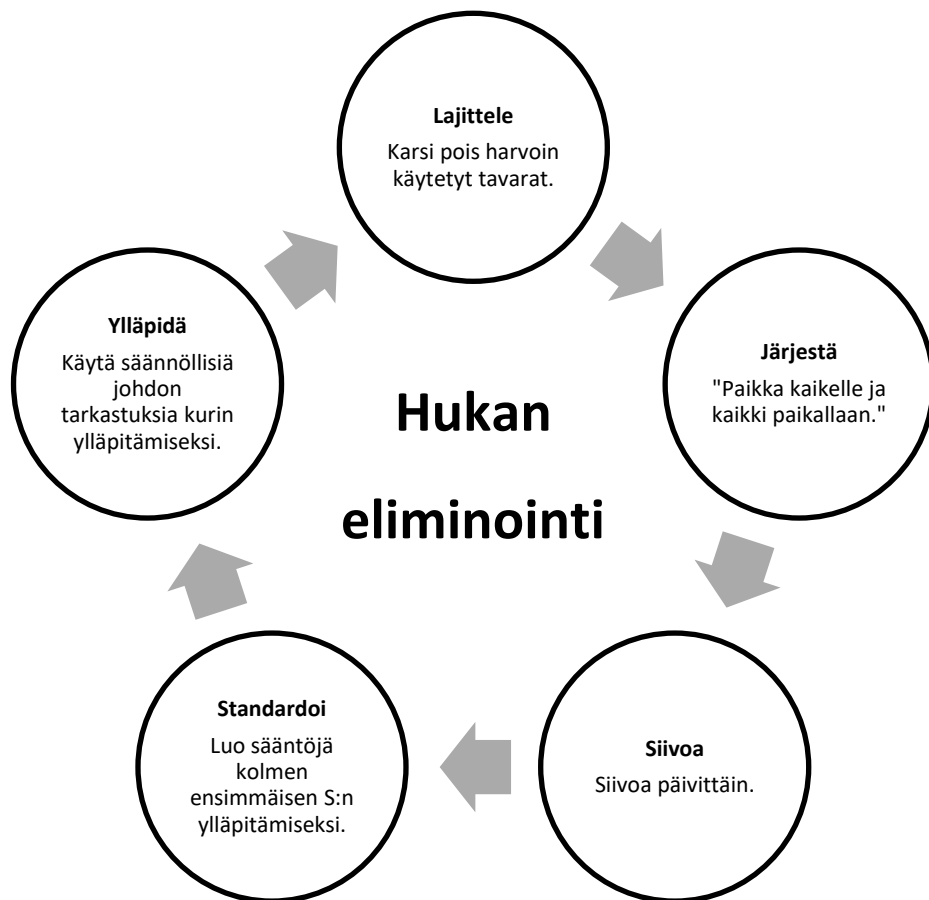 Lajittele
Karsi pois harvoin
käytetyt tavarat.
Järjestä
"Paikka kaikelle ja
kaikki paikallaan."
Siivoa
Siivoa päivittäin.
Standardoi
Luo sääntöjä
kolmen
ensimmäisen S:n
ylläpitämiseksi.
Ylläpidä
Käytä säännöllisiä
johdon
tarkastuksia kurin
ylläpitämiseksi.
Hukan
eliminointi